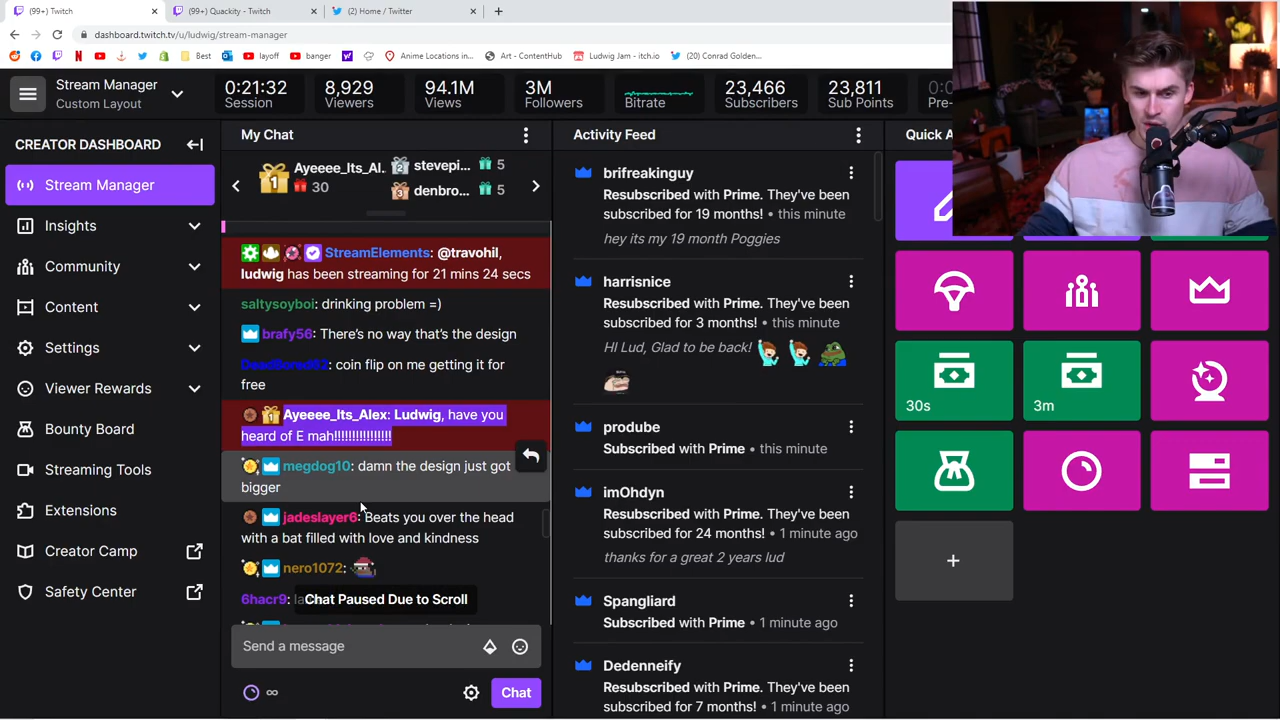 (99+) Twitch
(99+) Quackity - Twitch
(2) Home / Twitter
dashboard.twitch.tv/u/ludwig/stream-manager
Best
layoff
banger
Anime Locations in...
Art - ContentHub
Ludwig Jam - itch.io
(20) Conrad Golden...
Stream Manager
Custom Layout
0:21:32
Session
8,929
Viewers
94.1M
Views
3M
Followers
Bitrate
23,466
Subscribers
23,811
Sub Points
Pre-
CREATOR DASHBOARD
Stream Manager
Insights
Community
Content
Settings
Viewer Rewards
Bounty Board
Streaming Tools
Extensions
Creator Camp
Safety Center
My Chat
1
Ayeeee_Its_Al..
30
2
stevepi...
5
3
denbro...
5
StreamElements: @travohil,
ludwig has been streaming for 21 mins 24 secs
saltysoyboi: drinking problem =)
brafy56: There's no way that's the design
DeadBored82: coin flip on me getting it for
free
Ayeeee_Its_Alex: Ludwig, have you
heard of E mah!!!!!!!!!!!!!!!!
megdog10: damn the design just got
bigger
jadeslayer6: Beats you over the head
with a bat filled with love and kindness
nero1072:
6hacr9:
Chat Paused Due to Scroll
Send a message
Chat
Activity Feed
brifreakinguy
Resubscribed with Prime. They've been
subscribed for 19 months! • this minute
hey its my 19 month Poggies
harrisnice
Resubscribed with Prime. They've been
subscribed for 3 months! • this minute
HI Lud, Glad to be back!
prodube
Subscribed with Prime • this minute
imOhdyn
Resubscribed with Prime. They've been
subscribed for 24 months! • 1 minute ago
thanks for a great 2 years lud
Spangliard
Subscribed with Prime • 1 minute ago
Dedenneify
Resubscribed with Prime. They've been
subscribed for 7 months! • 1 minute ago
Quick A
30s
3m